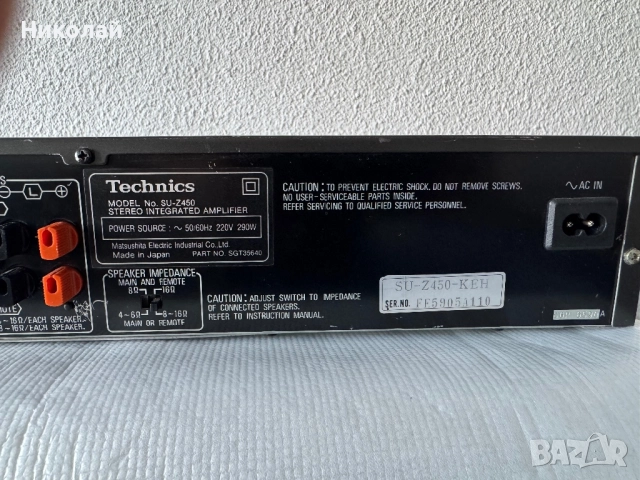 Николай
Technics
MODEL No. SU-Z450
STEREO INTEGRATED AMPLIFIER
POWER SOURCE : ~ 50/60Hz 220V 290W
Matsushita Electric Industrial Co., Ltd.
Made in Japan PART NO. SGT35640
CAUTION: TO PREVENT ELECTRIC SHOCK. DO NOT REMOVE SCREWS.
NO USER-SERVICEABLE PARTS INSIDE.
REFER SERVICING TO QUALIFIED SERVICE PERSONNEL.
~ AC IN
S
L +
SPEAKER IMPEDANCE
MAIN AND REMOTE
8Ω 16Ω
4~6Ω 8~16Ω
MAIN OR REMOTE
CAUTION: ADJUST SWITCH TO IMPEDANCE
OF CONNECTED SPEAKERS.
REFER TO INSTRUCTION MANUAL.
SU-Z450-KEH
SER.NO. FF5905A110
~16Ω/EACH SPEAKER
~16Ω/EACH SPEAKER
BAZAR